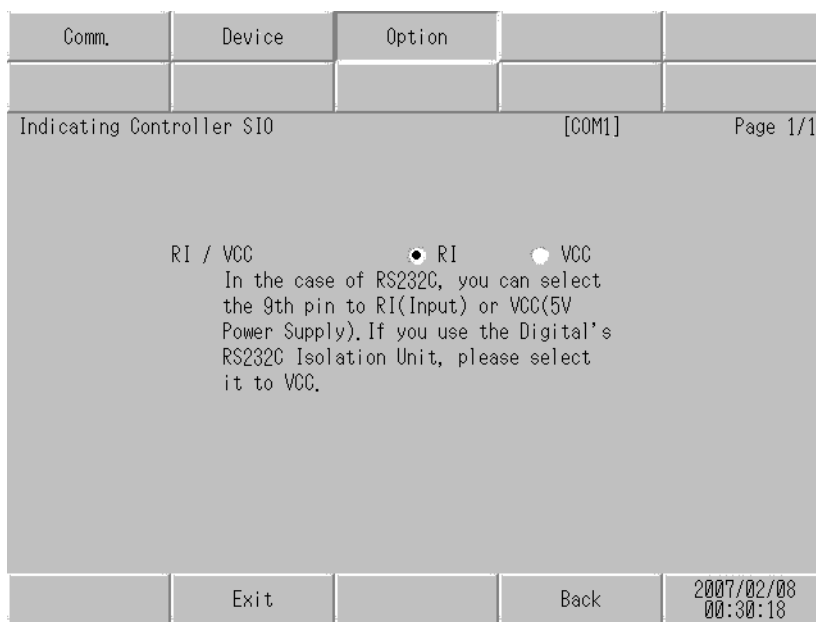 Comm. Device Option
Indicating Controller SIO [COM1] Page 1/1
RI / VCC RI VCC
In the case of RS232C, you can select
the 9th pin to RI(Input) or VCC(5V
Power Supply).If you use the Digital's
RS232C Isolation Unit, please select
it to VCC.
Exit Back 2007/02/08
00:30:18